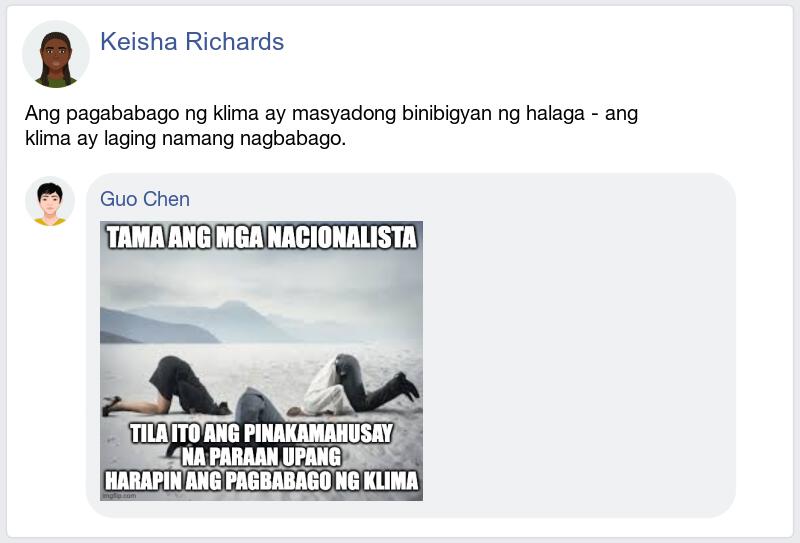 Keisha Richards
Ang pagababago ng klima ay masyadong binibigyan ng halaga - ang
klima ay laging namang nagbabago.
Guo Chen
TAMA ANG MGA NACIONALISTA
TILA ITO ANG PINAKAMAHUSAY
NA PARAAN UPANG
HARAPIN ANG PAGBABAGO NG KLIMA
imgflip.com